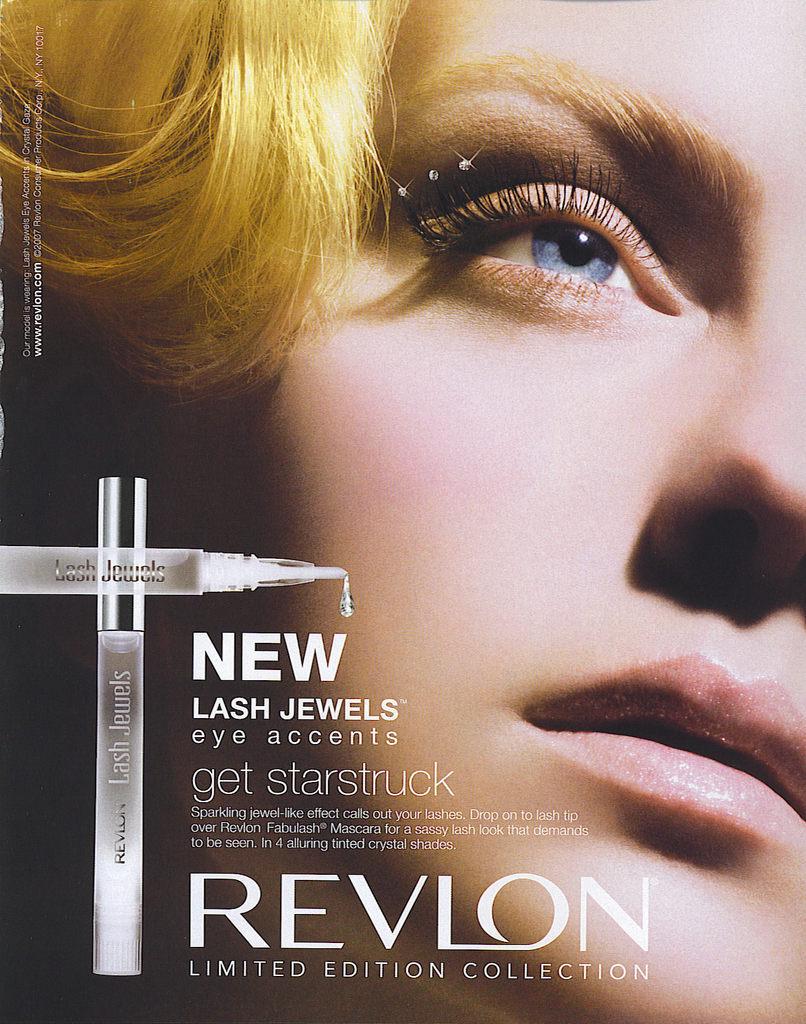 Our model is wearing: Lash Jewels Eye Accents in Crystal Gaze.
www.revlon.com ©2007 Revlon Consumer Products Corp., N.Y., NY 10017
Lash Jewels
Lash Jewels
REVLON
NEW
LASH JEWELS™
eye accents
get starstruck
Sparkling jewel-like effect calls out your lashes. Drop on to lash tip
over Revlon Fabulash® Mascara for a sassy lash look that demands
to be seen. In 4 alluring tinted crystal shades.
REVLON
LIMITED EDITION COLLECTION